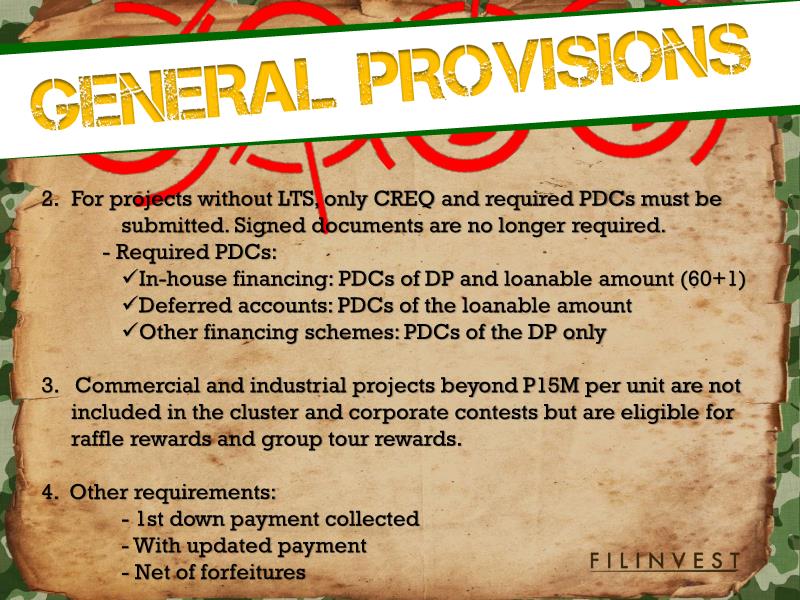 GENERAL PROVISIONS
2. For projects without LTS, only CREQ and required PDCs must be
submitted. Signed documents are no longer required.
- Required PDCs:
✓In-house financing: PDCs of DP and loanable amount (60+1)
✓Deferred accounts: PDCs of the loanable amount
✓Other financing schemes: PDCs of the DP only
3. Commercial and industrial projects beyond P15M per unit are not
included in the cluster and corporate contests but are eligible for
raffle rewards and group tour rewards.
4. Other requirements:
- 1st down payment collected
- With updated payment
- Net of forfeitures
FILINVEST